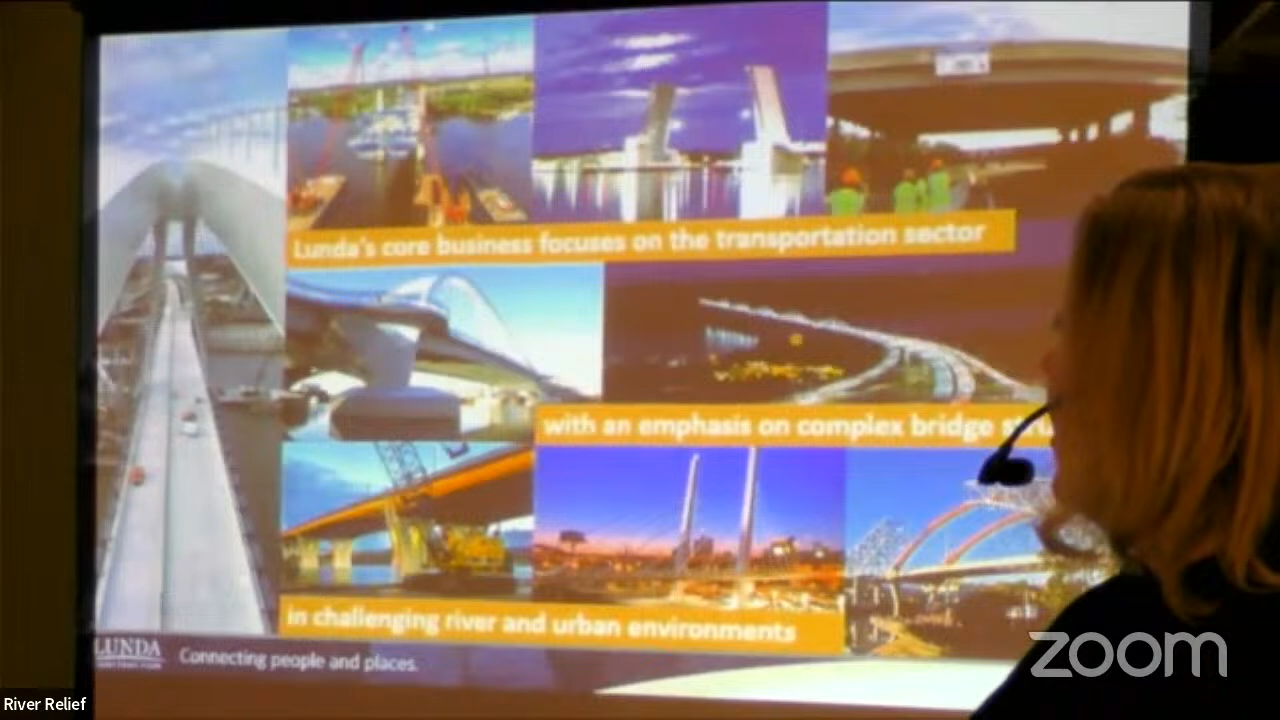 Lunda's core business focuses on the transportation sector
with an emphasis on complex bridge
in challenging river and urban environments
LUNDA
Connecting people and places.
zoom
River Relief